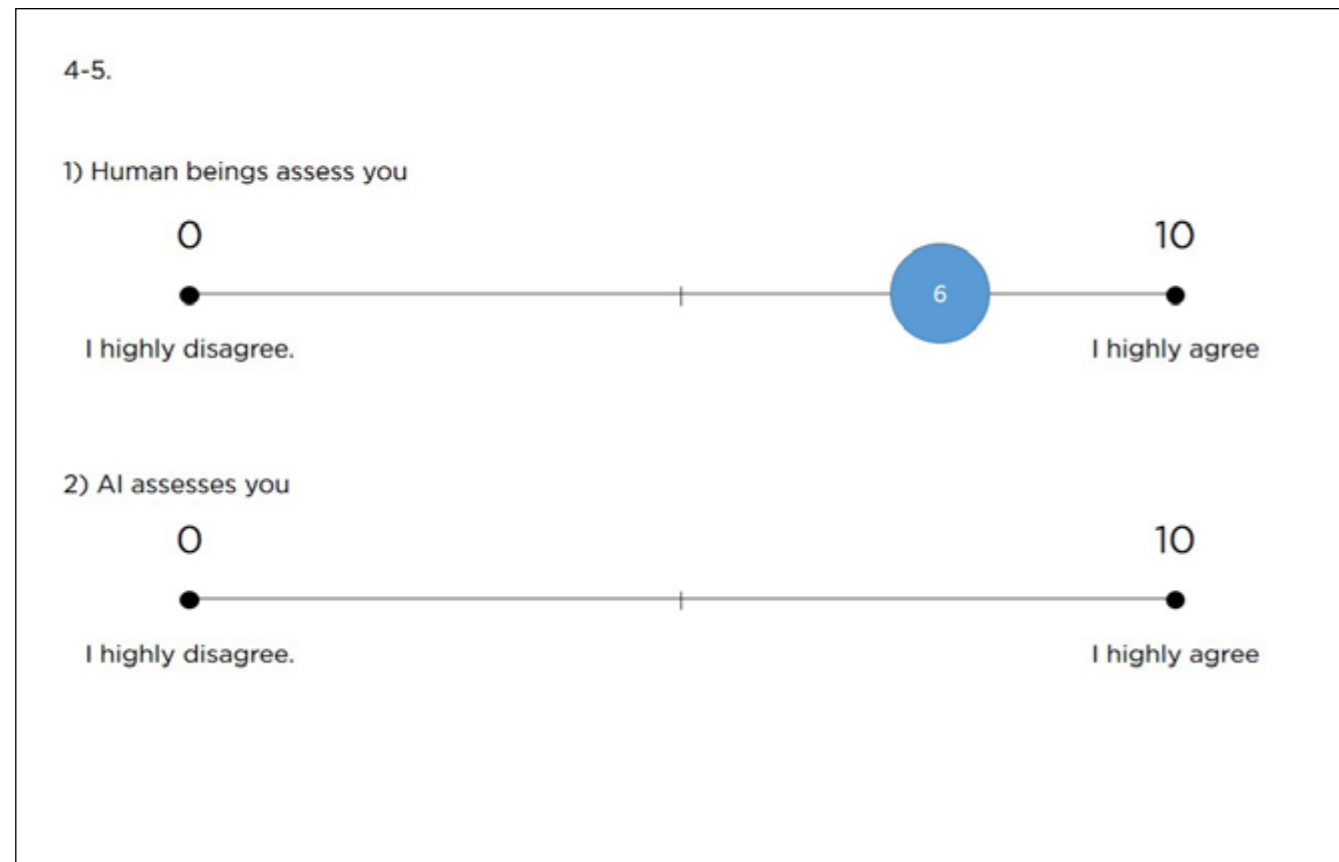 4-5.
1) Human beings assess you
0 10
6
I highly disagree. I highly agree
2) AI assesses you
0 10
I highly disagree. I highly agree